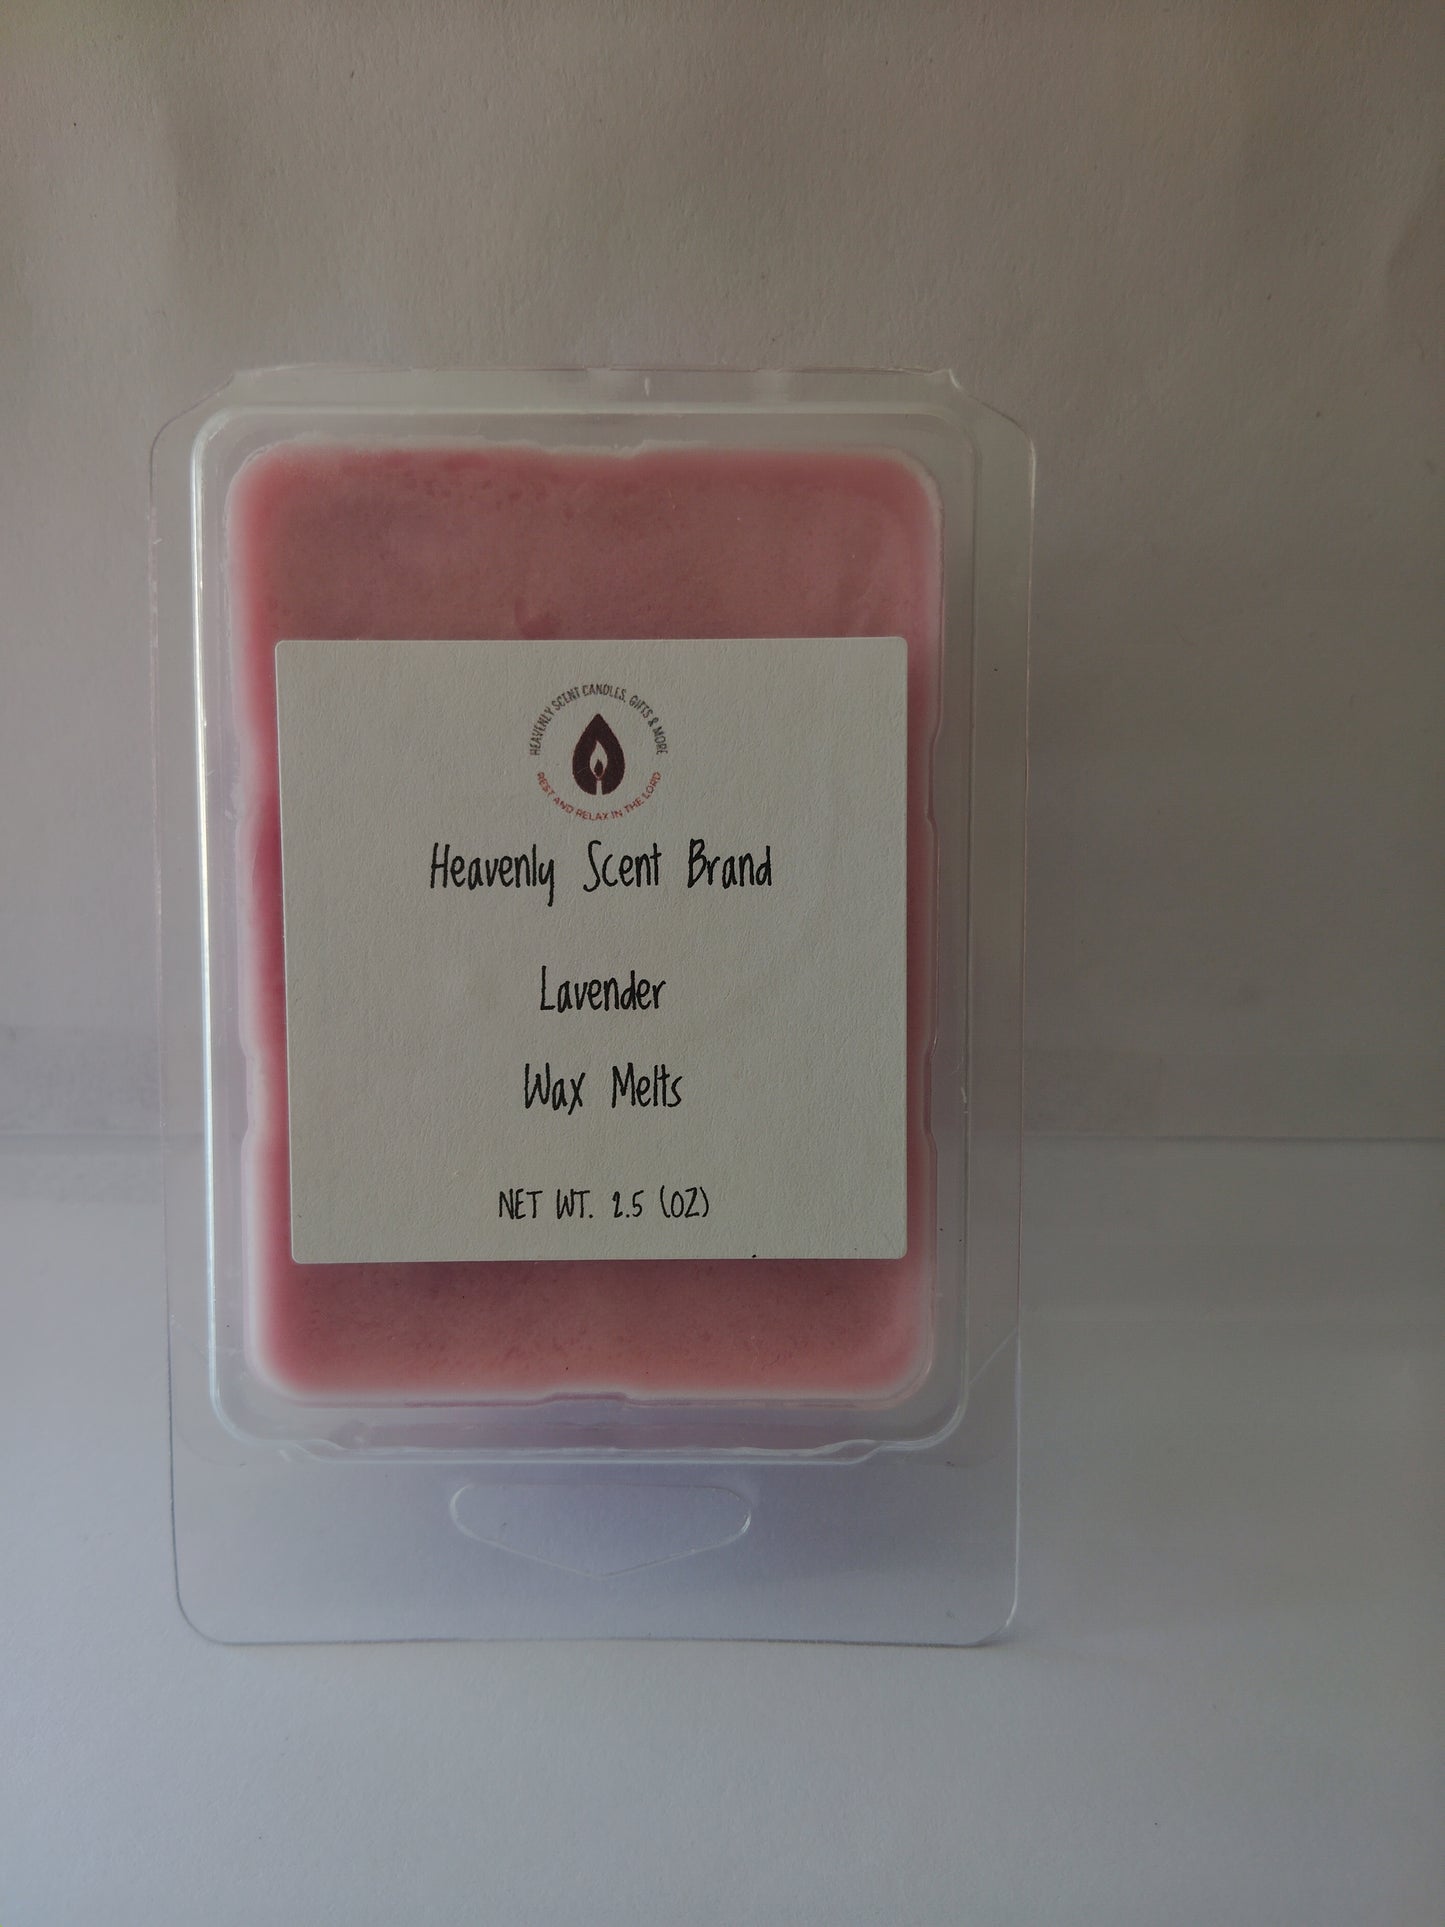 HEAVENLY SCENT CANDLES, GIFTS & MORE
REST AND RELAX IN THE LORD
Heavenly Scent Brand
Lavender
Wax Melts
NET WT. 2.5 (OZ)